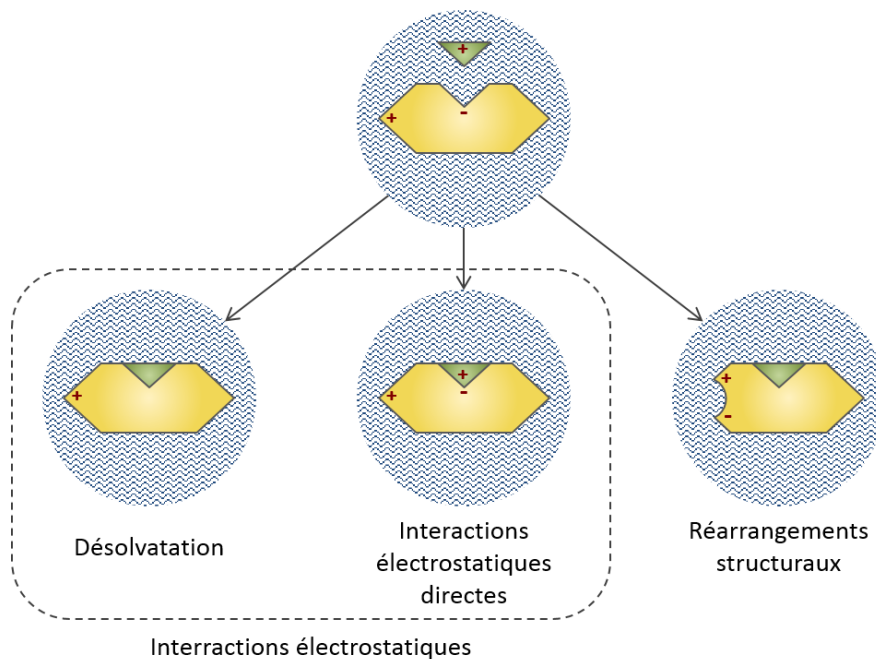 +
+ -
+
+
+ -
+
-
Désolvatation
Interactions
électrostatiques
directes
Réarrangements
structuraux
Interractions électrostatiques